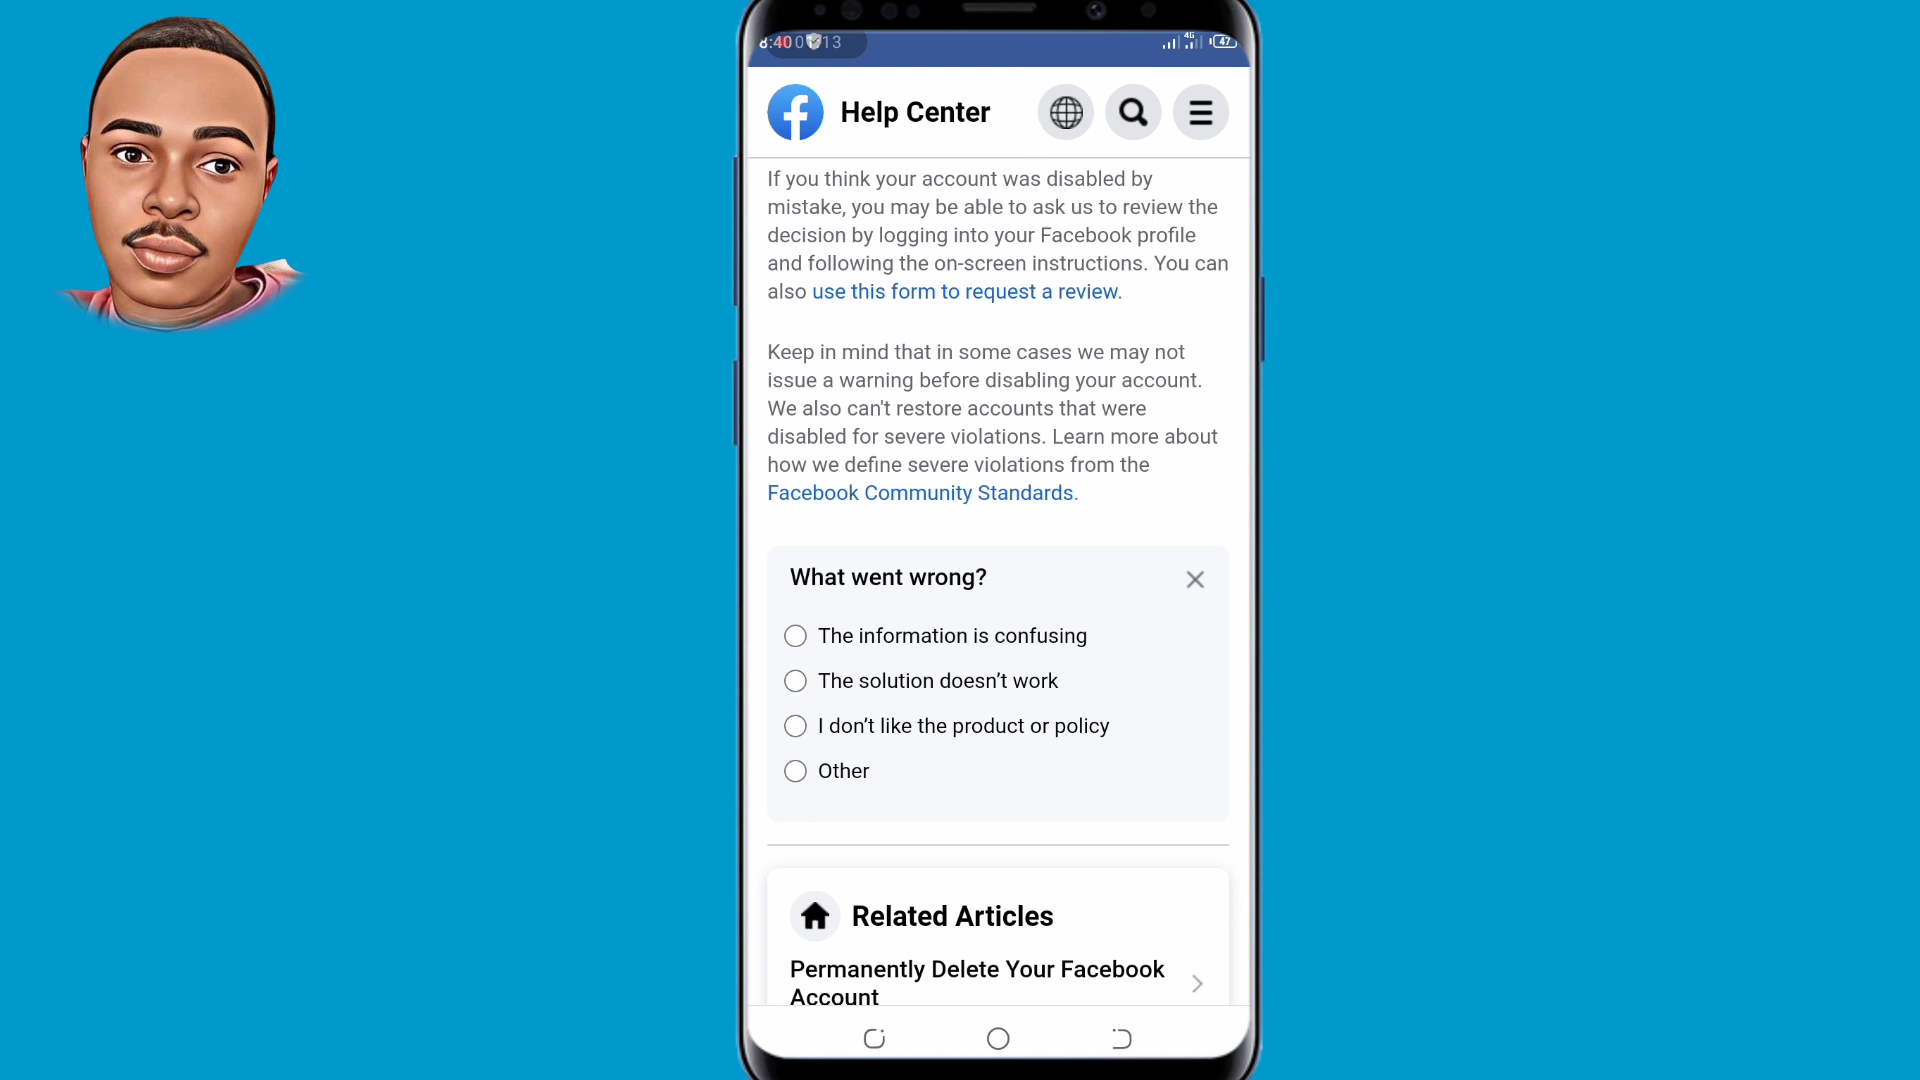 8:40
4G
47
Help Center
If you think your account was disabled by
mistake, you may be able to ask us to review the
decision by logging into your Facebook profile
and following the on-screen instructions. You can
also use this form to request a review.
Keep in mind that in some cases we may not
issue a warning before disabling your account.
We also can't restore accounts that were
disabled for severe violations. Learn more about
how we define severe violations from the
Facebook Community Standards.
What went wrong?
The information is confusing
The solution doesn’t work
I don’t like the product or policy
Other
Related Articles
Permanently Delete Your Facebook
Account